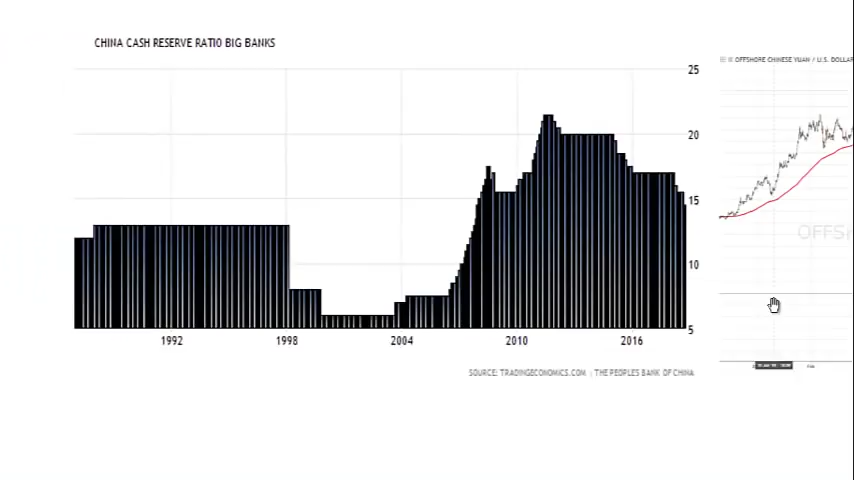 CHINA CASH RESERVE RATIO BIG BANKS
25
20
15
10
5
1992
1998
2004
2010
2016
SOURCE: TRADINGECONOMICS.COM | THE PEOPLES BANK OF CHINA
OFFSHORE CHINESE YUAN / U.S. DOLLAR
OFFS